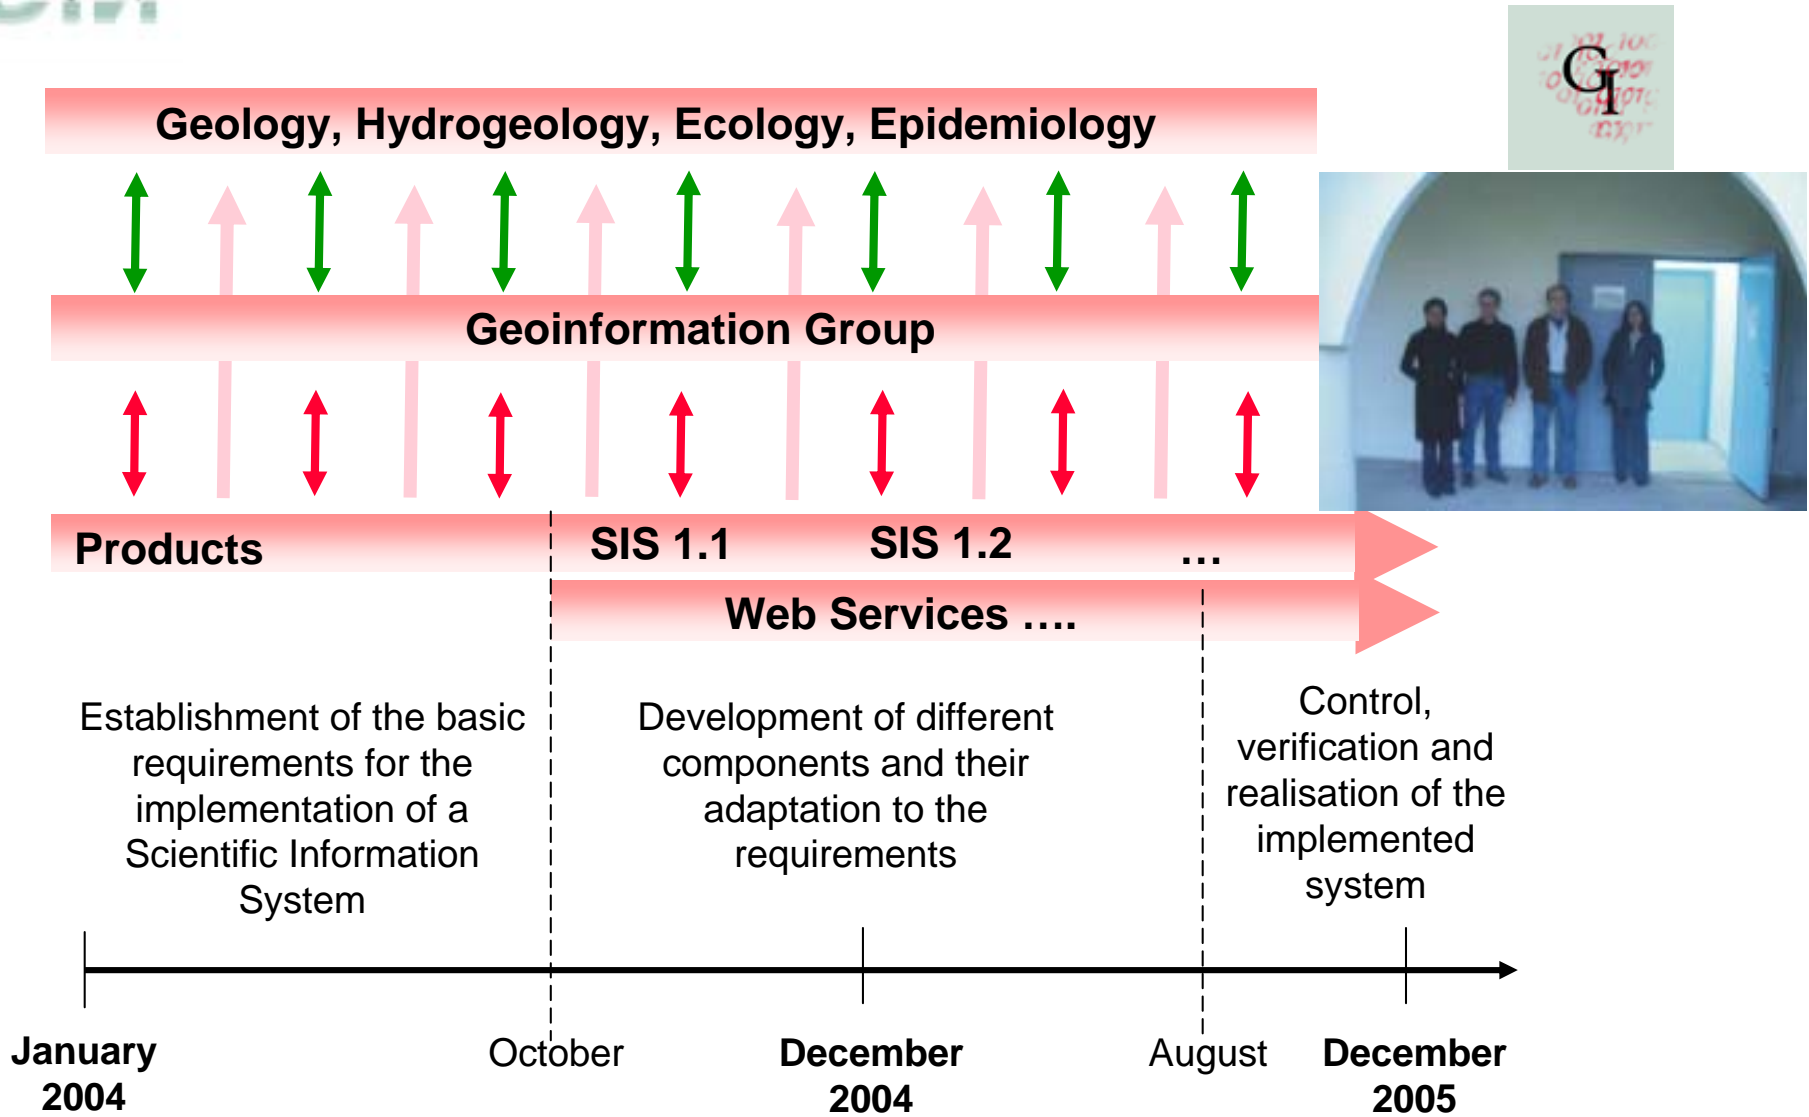 GI
Geology, Hydrogeology, Ecology, Epidemiology
Geoinformation Group
Products
SIS 1.1
SIS 1.2
...
Web Services ....
Establishment of the basic
requirements for the
implementation of a
Scientific Information
System
Development of different
components and their
adaptation to the
requirements
Control,
verification and
realisation of the
implemented
system
January
2004
October
December
2004
August
December
2005